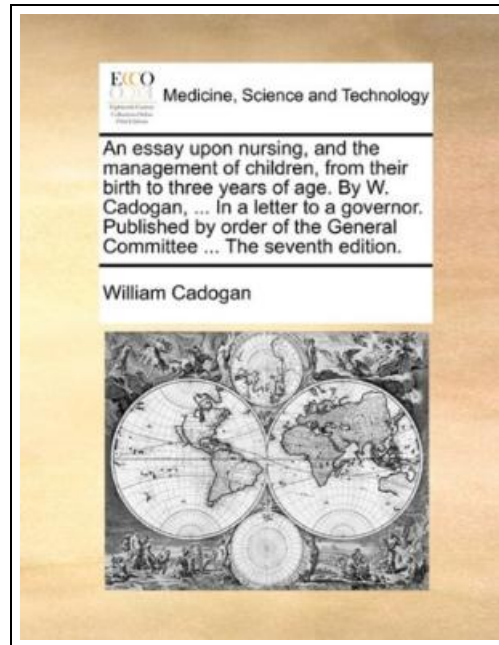 ECCO
Medicine, Science and Technology
An essay upon nursing, and the
management of children, from their
birth to three years of age. By W.
Cadogan, ... In a letter to a governor.
Published by order of the General
Committee ... The seventh edition.
William Cadogan